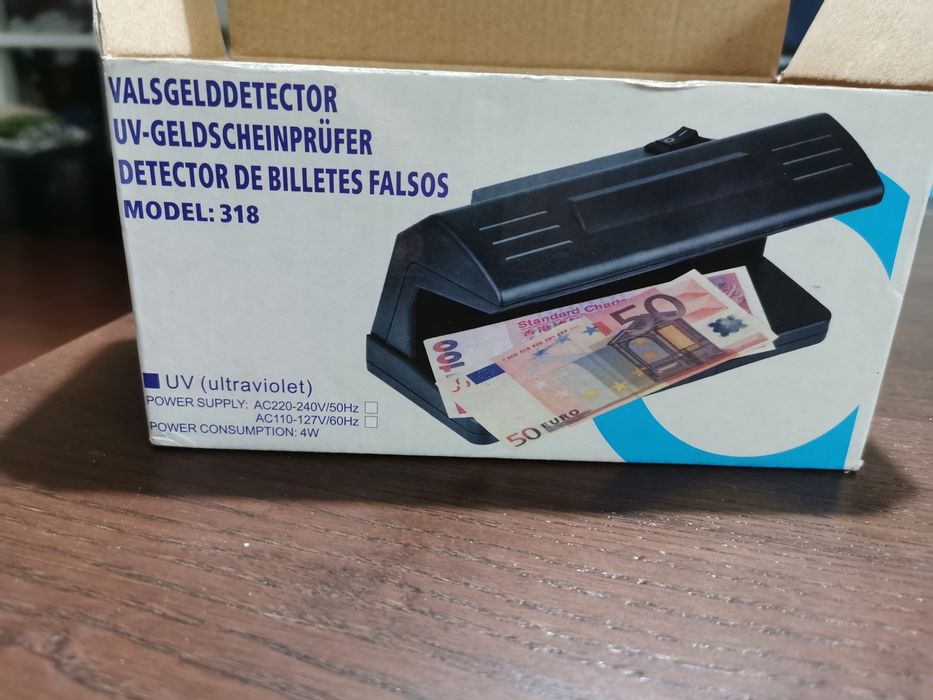 VALSGELDDETECTOR
UV-GELDSCHEINPRÜFER
DETECTOR DE BILLETES FALSOS
MODEL: 318
UV (ultraviolet)
POWER SUPPLY: AC220-240V/50Hz
AC110-127V/60Hz
POWER CONSUMPTION: 4W
100
Standard Chart
50
50 EURO